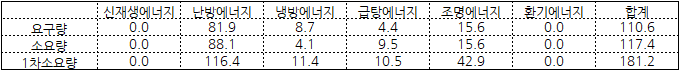 신재생에너지 난방에너지 냉방에너지 급탕에너지 조명에너지 환기에너지 합계
요구량 0.0 81.9 8.7 4.4 15.6 0.0 110.6
소요량 0.0 88.1 4.1 9.5 15.6 0.0 117.4
1차소요량 0.0 116.4 11.4 10.5 42.9 0.0 181.2